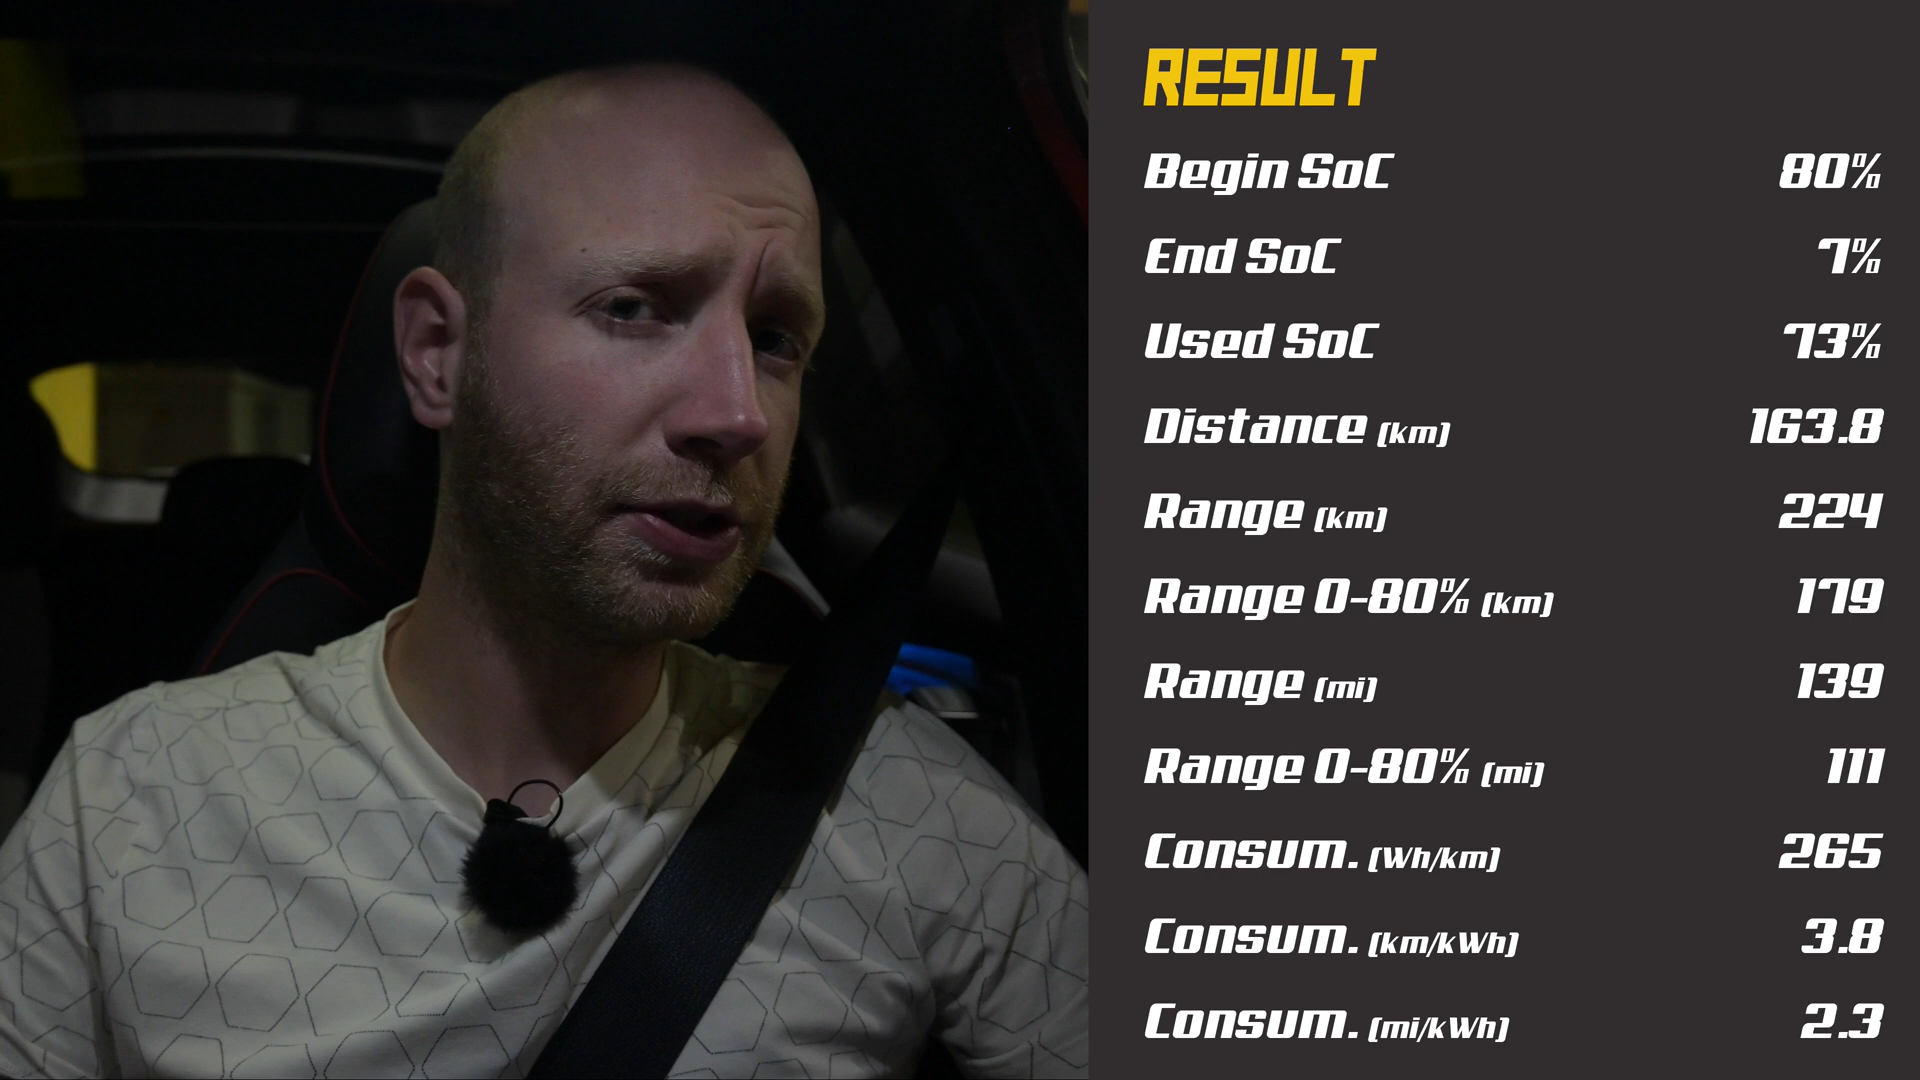 RESULT
Begin SoC 80%
End SoC 7%
Used SoC 73%
Distance (km) 163.8
Range (km) 224
Range 0-80% (km) 179
Range (mi) 139
Range 0-80% (mi) 111
Consum. (Wh/km) 265
Consum. (km/kWh) 3.8
Consum. (mi/kWh) 2.3